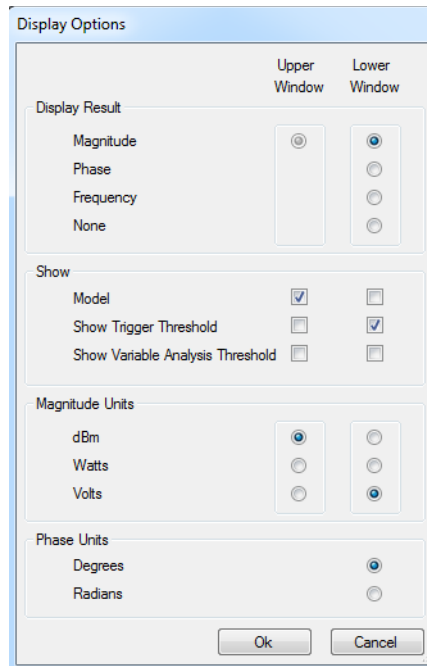 Display Options
Upper Lower
Window Window
Display Result
Magnitude
Phase
Frequency
None
Show
Model
Show Trigger Threshold
Show Variable Analysis Threshold
Magnitude Units
dBm
Watts
Volts
Phase Units
Degrees
Radians
Ok Cancel